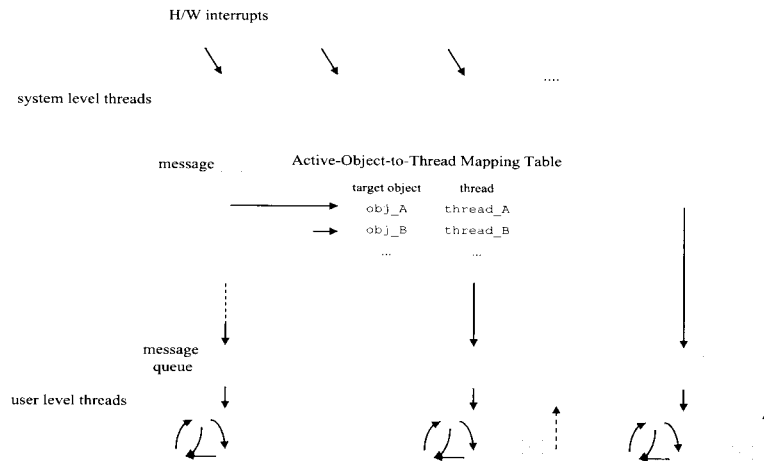 H/W interrupts
....
system level threads
message
Active-Object-to-Thread Mapping Table
target object thread
obj_A thread_A
obj_B thread_B
... ...
message
queue
user level threads